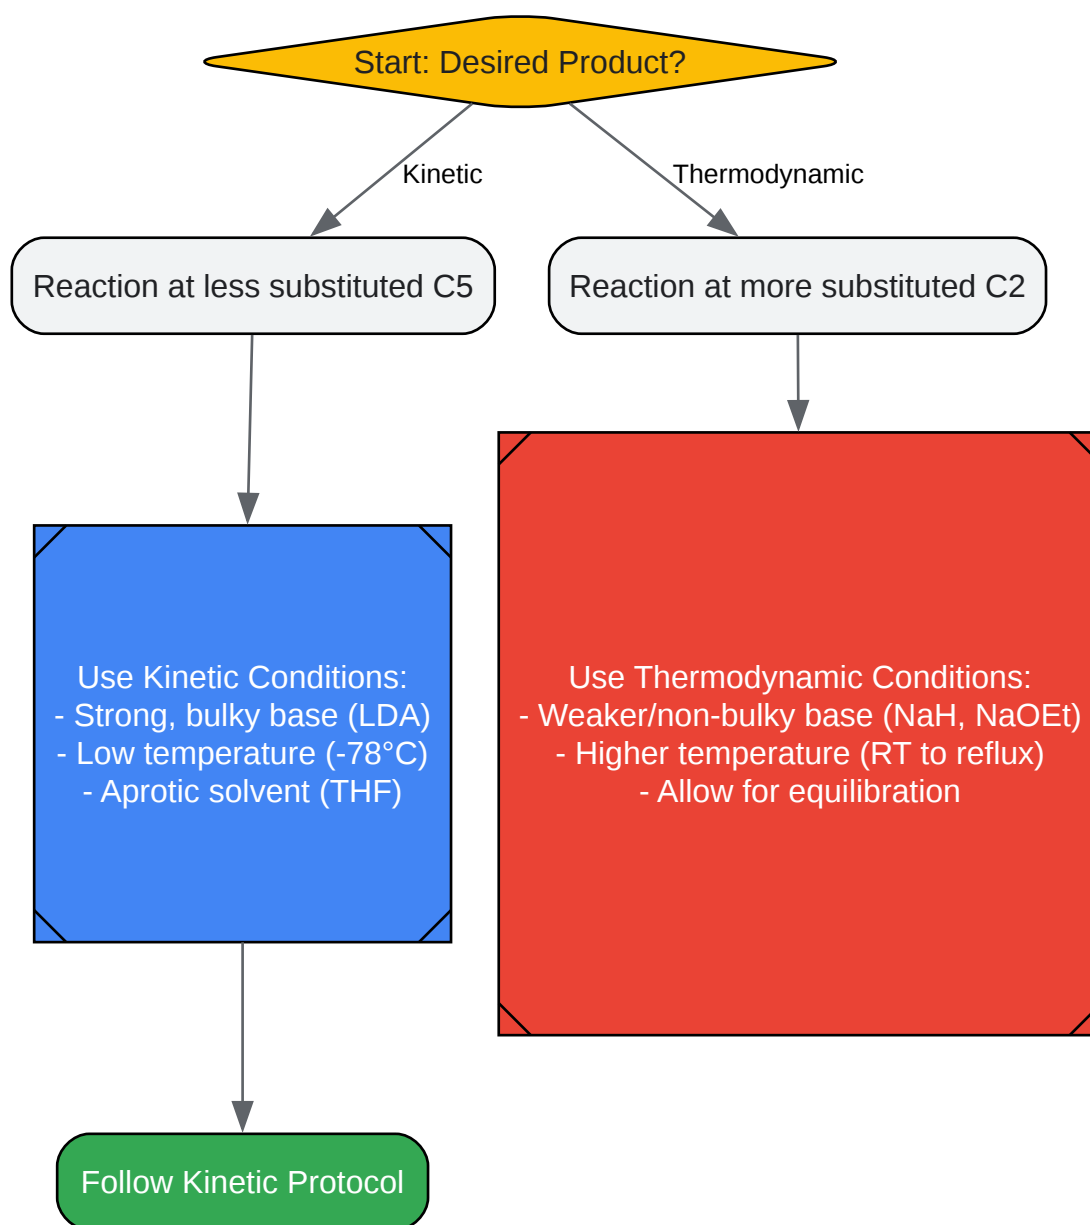 Start: Desired Product?
Kinetic
Thermodynamic
Reaction at less substituted C5
Reaction at more substituted C2
Use Kinetic Conditions:
- Strong, bulky base (LDA)
- Low temperature (-78°C)
- Aprotic solvent (THF)
Use Thermodynamic Conditions:
- Weaker/non-bulky base (NaH, NaOEt)
- Higher temperature (RT to reflux)
- Allow for equilibration
Follow Kinetic Protocol